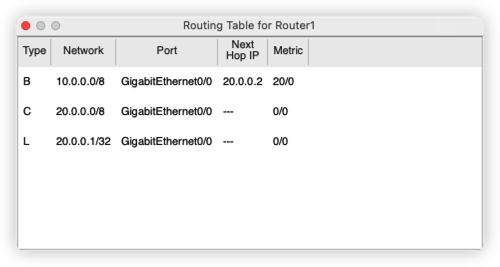 Routing Table for Router1
Type Network Port Next Hop IP Metric
B 10.0.0.0/8 GigabitEthernet0/0 20.0.0.2 20/0
C 20.0.0.0/8 GigabitEthernet0/0 --- 0/0
L 20.0.0.1/32 GigabitEthernet0/0 --- 0/0